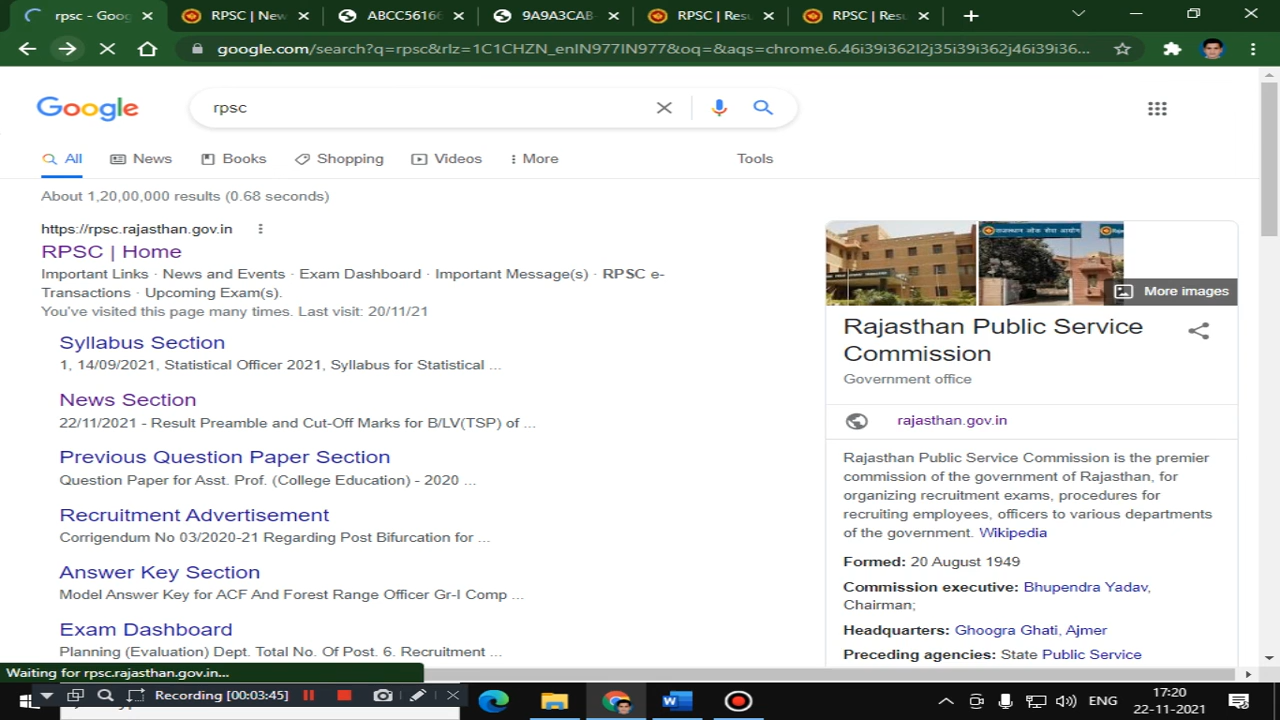 rpsc - Goog
RPSC | New
ABCC5616
9A9A3CAB-
RPSC | Resu
RPSC | Resu
google.com/search?q=rpsc&rlz=1C1CHZN_enIN977IN977&oq=&aqs=chrome.6.46i39i362l2j35i39i362j46i39i36...
Google
rpsc
All
News
Books
Shopping
Videos
More
Tools
About 1,20,00,000 results (0.68 seconds)
https://rpsc.rajasthan.gov.in
RPSC | Home
Important Links · News and Events · Exam Dashboard · Important Message(s) · RPSC e-
Transactions · Upcoming Exam(s).
You've visited this page many times. Last visit: 20/11/21
Syllabus Section
1, 14/09/2021, Statistical Officer 2021, Syllabus for Statistical ...
News Section
22/11/2021 - Result Preamble and Cut-Off Marks for B/LV(TSP) of ...
Previous Question Paper Section
Question Paper for Asst. Prof. (College Education) - 2020 ...
Recruitment Advertisement
Corrigendum No 03/2020-21 Regarding Post Bifurcation for ...
Answer Key Section
Model Answer Key for ACF And Forest Range Officer Gr-I Comp ...
Exam Dashboard
Planning (Evaluation) Dept. Total No. Of Post. 6. Recruitment ...
राजस्थान लोक सेवा आयोग
More images
Rajasthan Public Service
Commission
Government office
rajasthan.gov.in
Rajasthan Public Service Commission is the premier
commission of the government of Rajasthan, for
organizing recruitment exams, procedures for
recruiting employees, officers to various departments
of the government. Wikipedia
Formed: 20 August 1949
Commission executive: Bhupendra Yadav,
Chairman;
Headquarters: Ghoogra Ghati, Ajmer
Preceding agencies: State Public Service
Waiting for rpsc.rajasthan.gov.in...
Recording [00:03:45]
ENG
17:20
22-11-2021